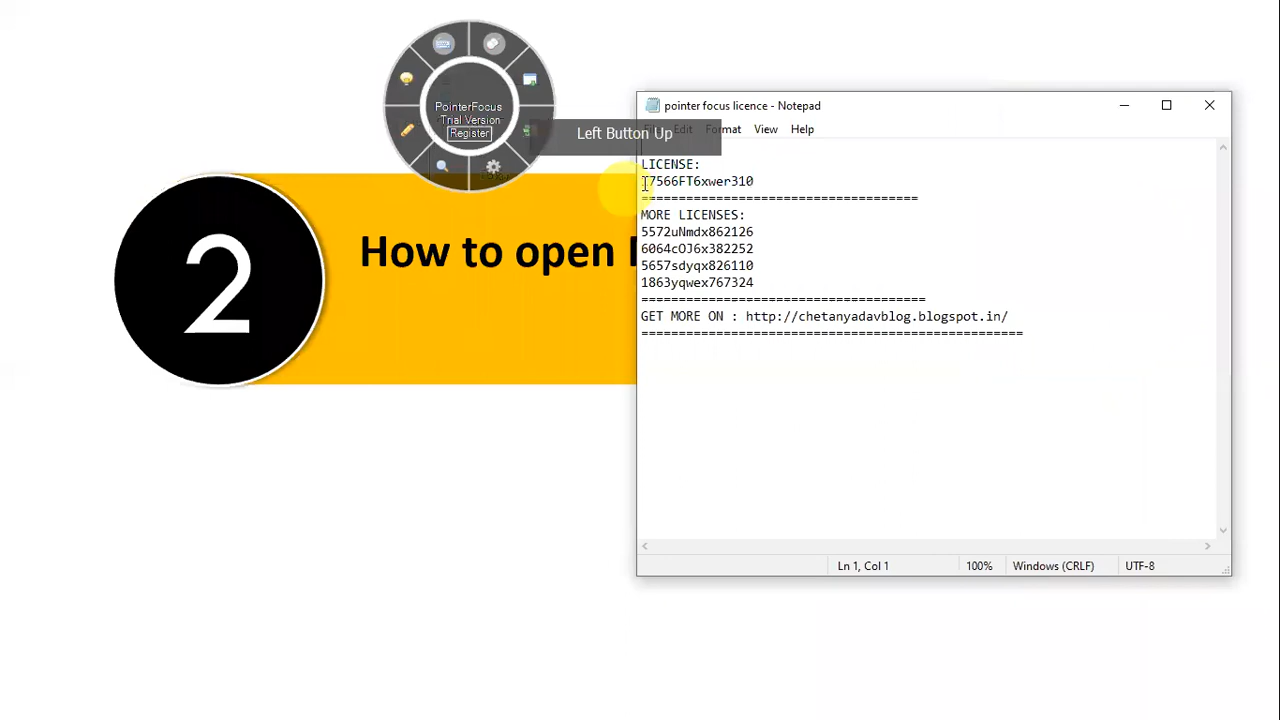 PointerFocus
Trial Version
Register
Left Button Up
2
How to open
pointer focus licence - Notepad
Edit Format View Help
LICENSE:
=====================================
MORE LICENSES:
5572uNmdx862126
6064cOJ6x382252
5657sdyqx826110
1863yqwex767324
======================================
GET MORE ON : http://chetanyadavblog.blogspot.in/
===================================================
Ln 1, Col 1
100%
Windows (CRLF)
UTF-8